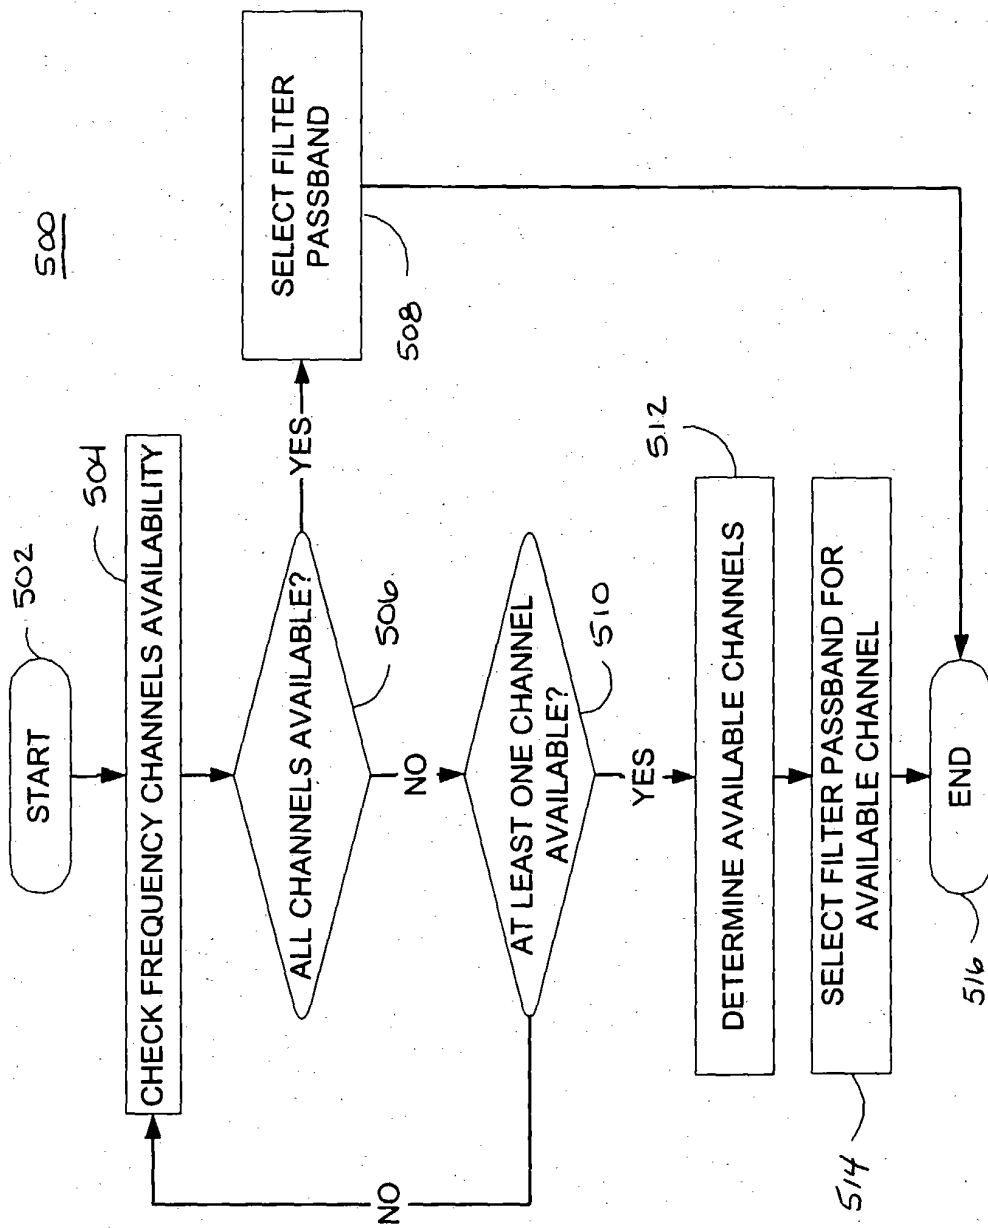 500
START
502
CHECK FREQUENCY CHANNELS AVAILABILITY
504
ALL CHANNELS AVAILABLE?
506
YES
SELECT FILTER
PASSBAND
508
NO
AT LEAST ONE CHANNEL
AVAILABLE?
510
NO
YES
DETERMINE AVAILABLE CHANNELS
512
SELECT FILTER PASSBAND FOR
AVAILABLE CHANNEL
514
END
516